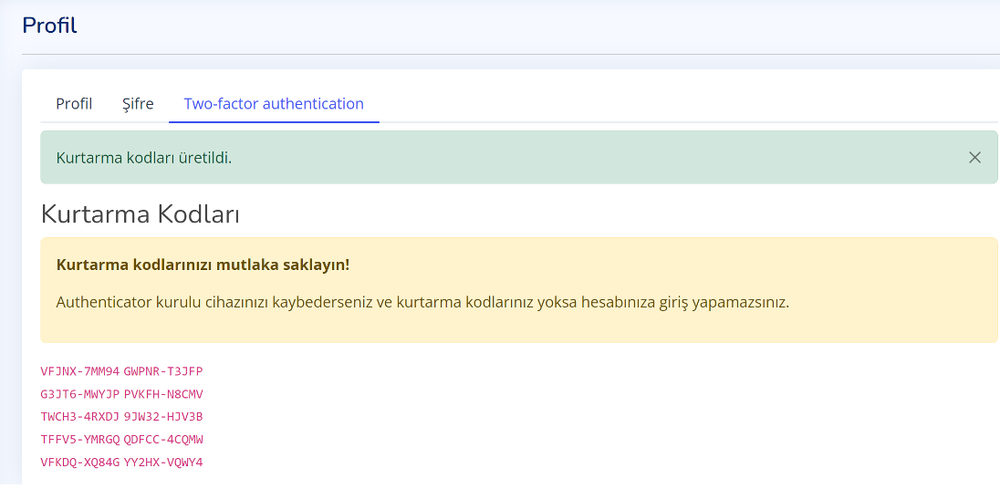 Profil
Profil Şifre Two-factor authentication
Kurtarma kodları üretildi.
Kurtarma Kodları
Kurtarma kodlarınızı mutlaka saklayın!
Authenticator kurulu cihazınızı kaybederseniz ve kurtarma kodlarınız yoksa hesabınıza giriş yapamazsınız.
VFJNX-7MM94 GWPNR-T3JFP
G3JT6-MWYJP PVKFH-N8CMV
TWCH3-4RXDJ 9JW32-HJV3B
TFFV5-YMRGQ QDFCC-4CQMW
VFKDQ-XQ84G YY2HX-VQWY4